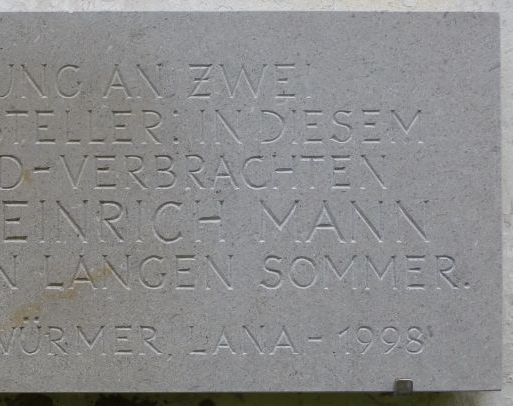 UNG AN ZWEI
STELLER: IN DIESEM
D-VERBRACHTEN
EINRICH MANN
N LANGEN SOMMER.
WÜRMER, LANA-1998